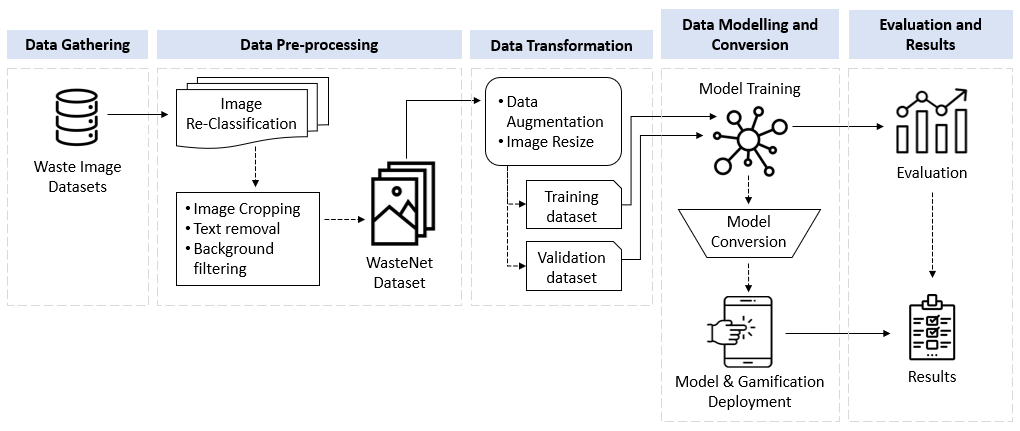 Data Gathering
Data Pre-processing
Data Transformation
Data Modelling and
Conversion
Evaluation and
Results
Waste Image
Datasets
Image
Re-Classification
• Image Cropping
• Text removal
• Background
filtering
WasteNet
Dataset
• Data
Augmentation
• Image Resize
Training
dataset
Validation
dataset
Model Training
Model
Conversion
Model & Gamification
Deployment
Evaluation
Results